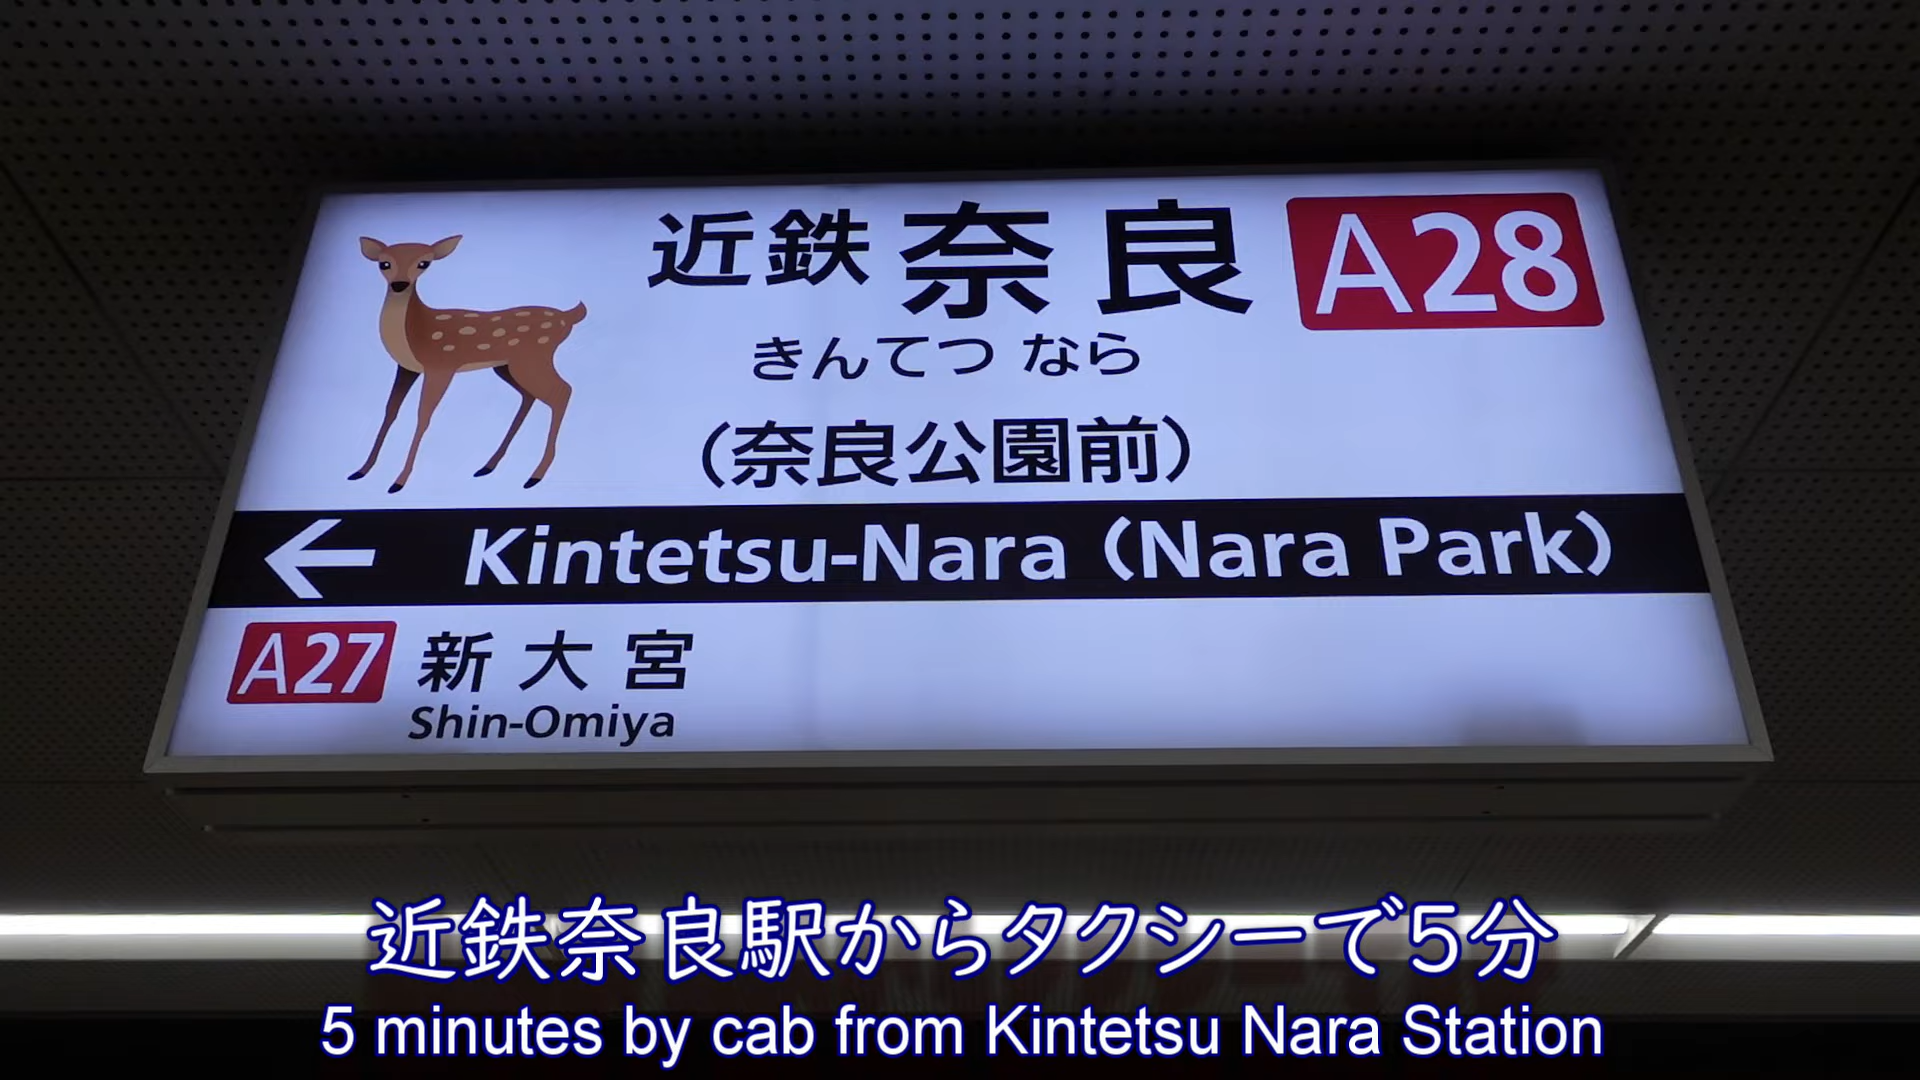 近鉄奈良 A28
きんてつ なら
(奈良公園前)
← Kintetsu-Nara (Nara Park)
A27 新大宮
Shin-Omiya
近鉄奈良駅からタクシーで5分
5 minutes by cab from Kintetsu Nara Station